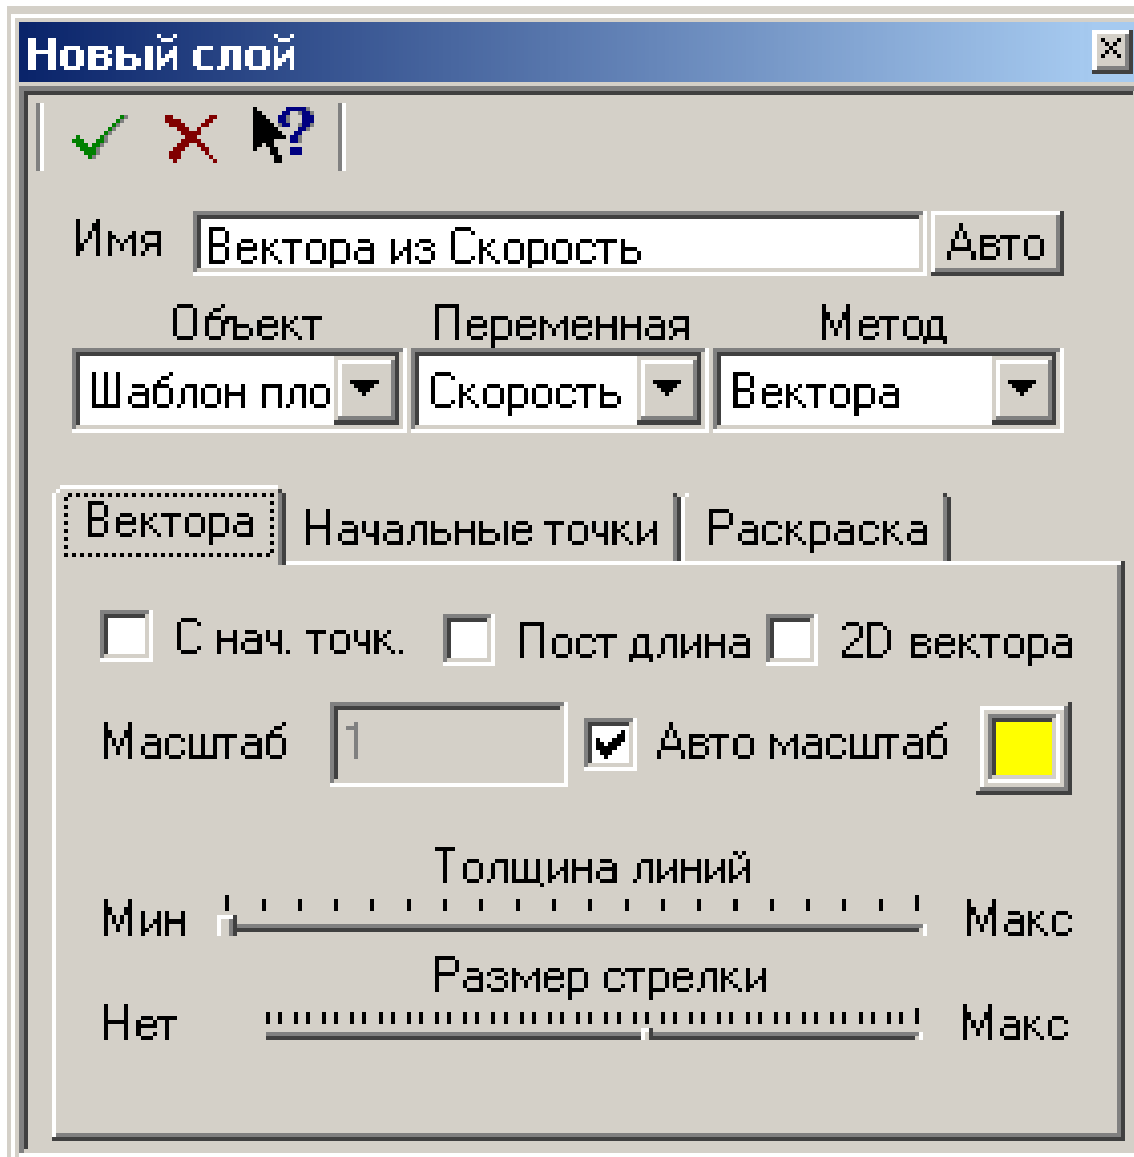 Новый слой
Имя Вектора из Скорость Авто
Объект Переменная Метод
Шаблон пло Скорость Вектора
Вектора Начальные точки Раскраска
С нач. точк. Пост длина 2D вектора
Масштаб 1 Авто масштаб
Толщина линий
Мин Макс
Размер стрелки
Нет Макс